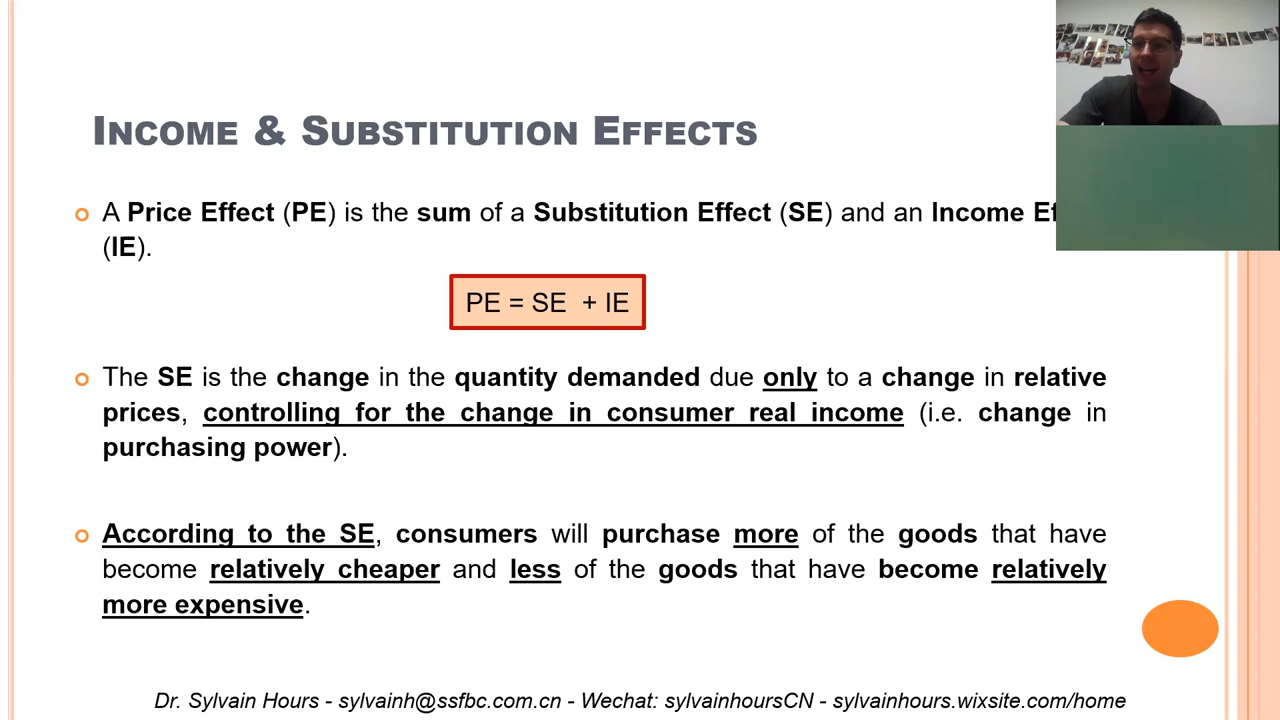 INCOME & SUBSTITUTION EFFECTS
A Price Effect (PE) is the sum of a Substitution Effect (SE) and an Income
(IE).
PE = SE + IE
The SE is the change in the quantity demanded due only to a change in relative
prices, controlling for the change in consumer real income (i.e. change in
purchasing power).
According to the SE, consumers will purchase more of the goods that have
become relatively cheaper and less of the goods that have become relatively
more expensive.
Dr. Sylvain Hours - sylvainh@ssfbc.com.cn - Wechat: sylvainhoursCN - sylvainhours.wixsite.com/home